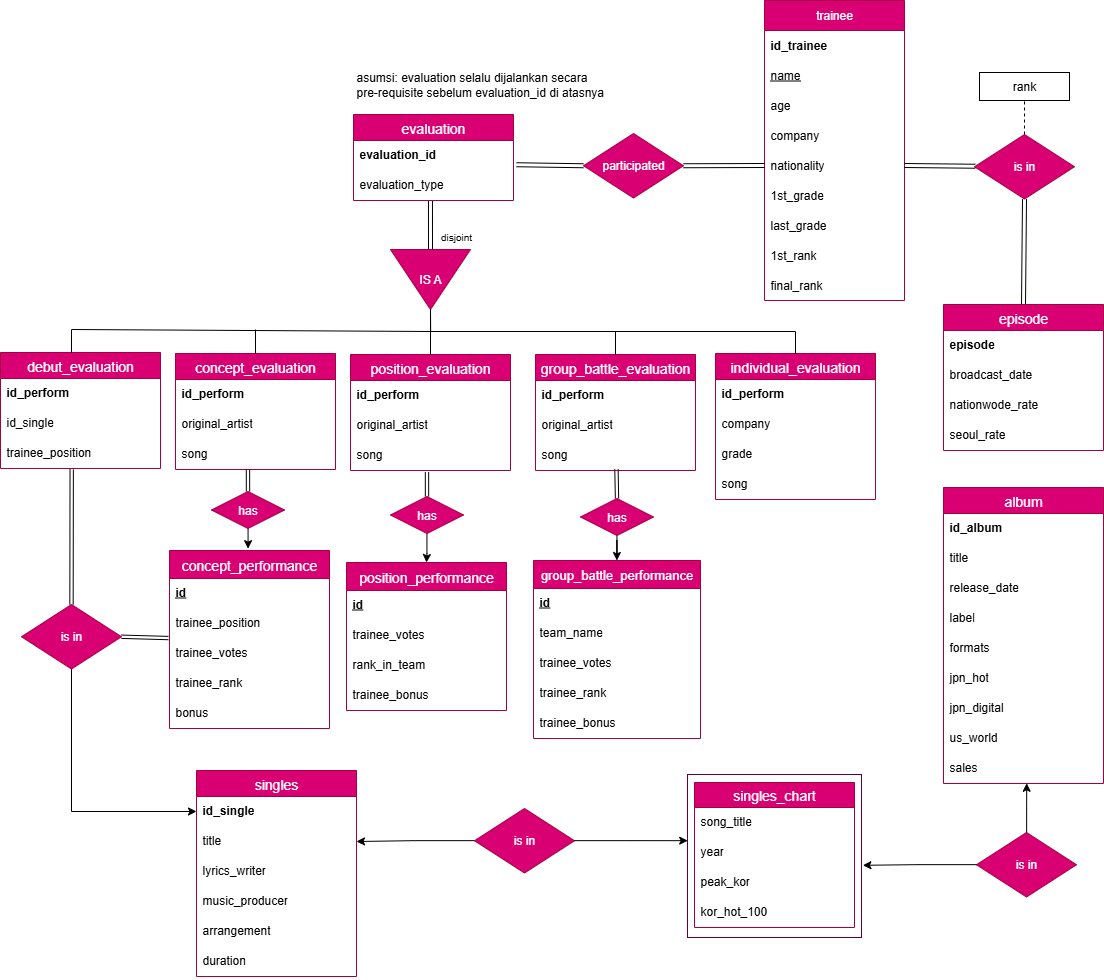 trainee
id_trainee
name
age
company
nationality
1st_grade
last_grade
1st_rank
final_rank
rank
is in
asumsi: evaluation selalu dijalankan secara
pre-requisite sebelum evaluation_id di atasnya
evaluation
evaluation_id
evaluation_type
participated
disjoint
IS A
episode
episode
broadcast_date
nationwode_rate
seoul_rate
debut_evaluation
id_perform
id_single
trainee_position
concept_evaluation
id_perform
original_artist
song
position_evaluation
id_perform
original_artist
song
group_battle_evaluation
id_perform
original_artist
song
individual_evaluation
id_perform
company
grade
song
has
has
has
concept_performance
id
trainee_position
trainee_votes
trainee_rank
bonus
position_performance
id
trainee_votes
rank_in_team
trainee_bonus
group_battle_performance
id
team_name
trainee_votes
trainee_rank
trainee_bonus
is in
album
id_album
title
release_date
label
formats
jpn_hot
jpn_digital
us_world
sales
singles
id_single
title
lyrics_writer
music_producer
arrangement
duration
is in
singles_chart
song_title
year
peak_kor
kor_hot_100
is in